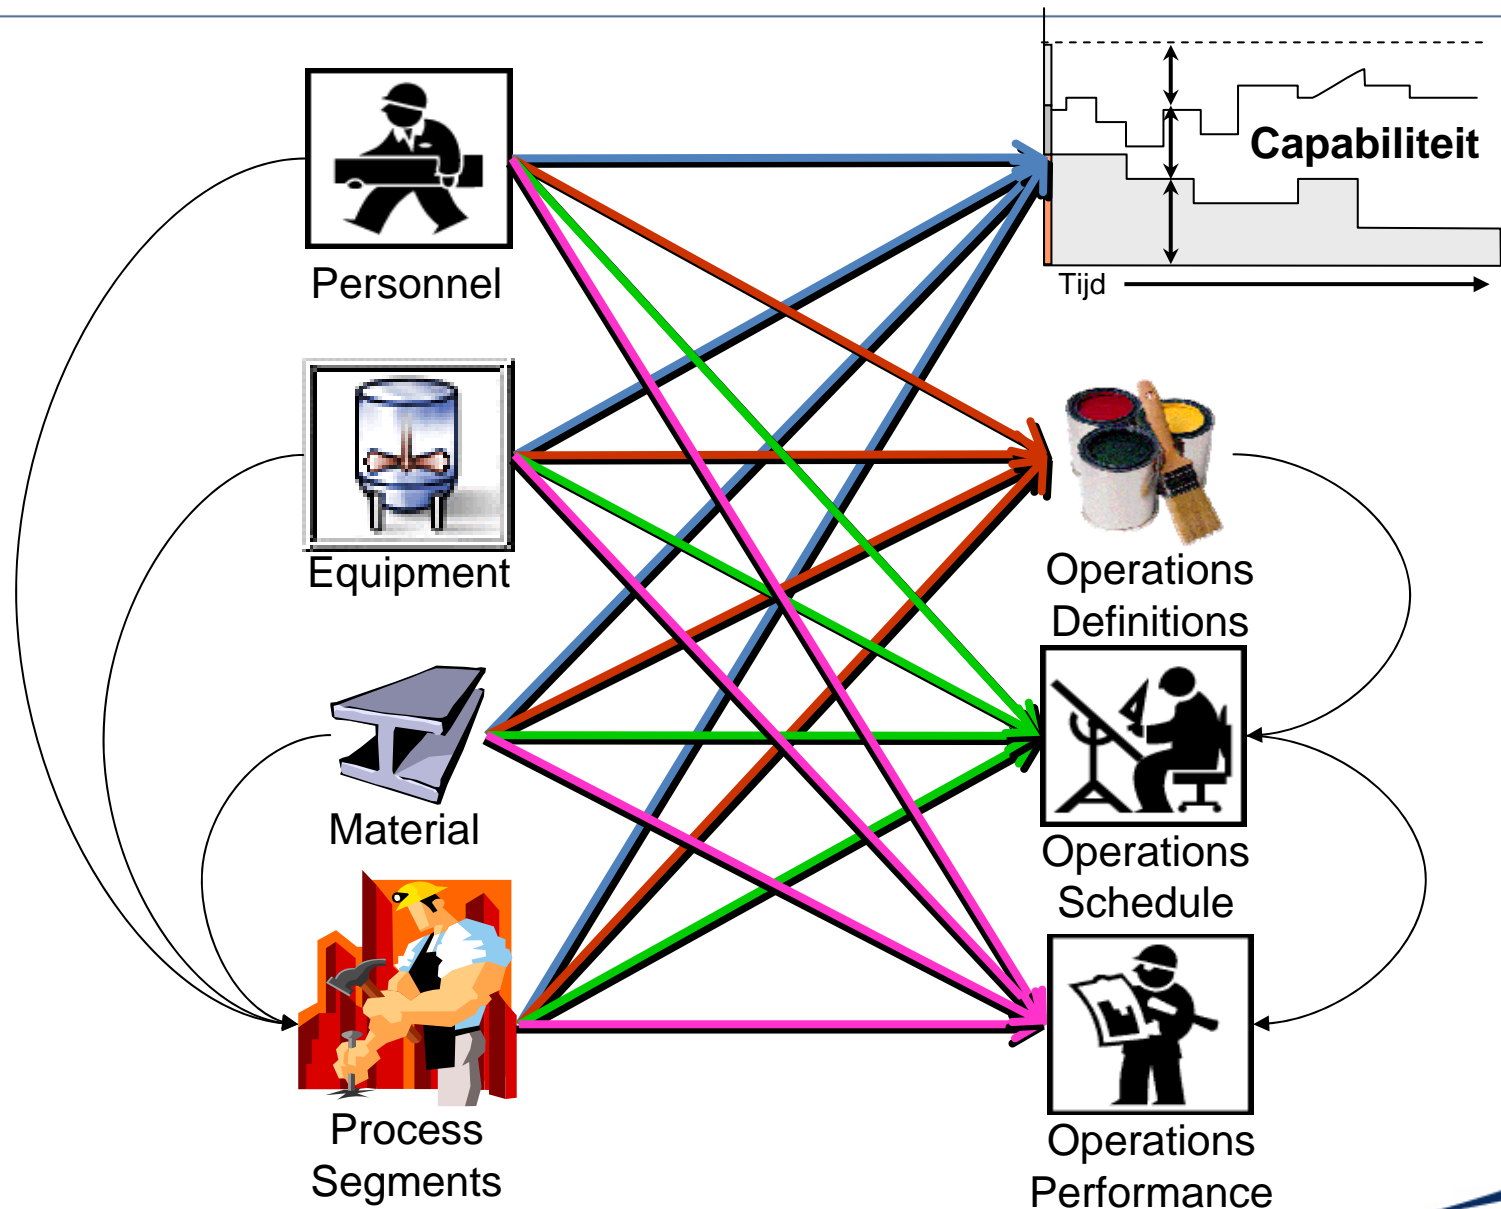 Personnel
Equipment
Material
Process
Segments
Capabiliteit
Tijd
Operations
Definitions
Operations
Schedule
Operations
Performance